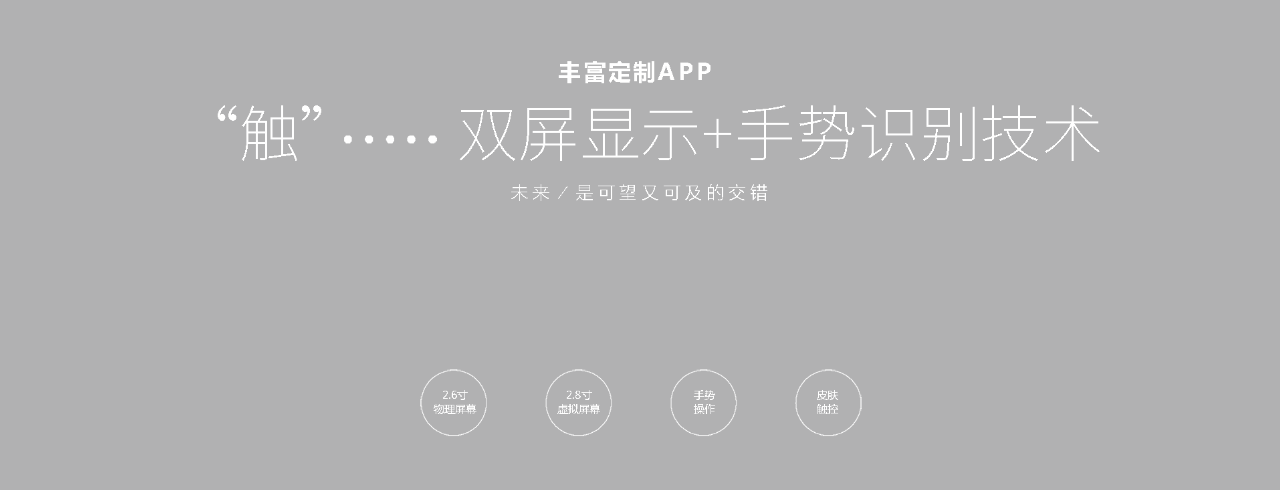 丰富定制APP
“触” ••••• 双屏显示+手势识别技术
未来 / 是可望又可及的交错
2.6寸
物理屏幕
2.8寸
虚拟屏幕
手势
操作
皮肤
触控